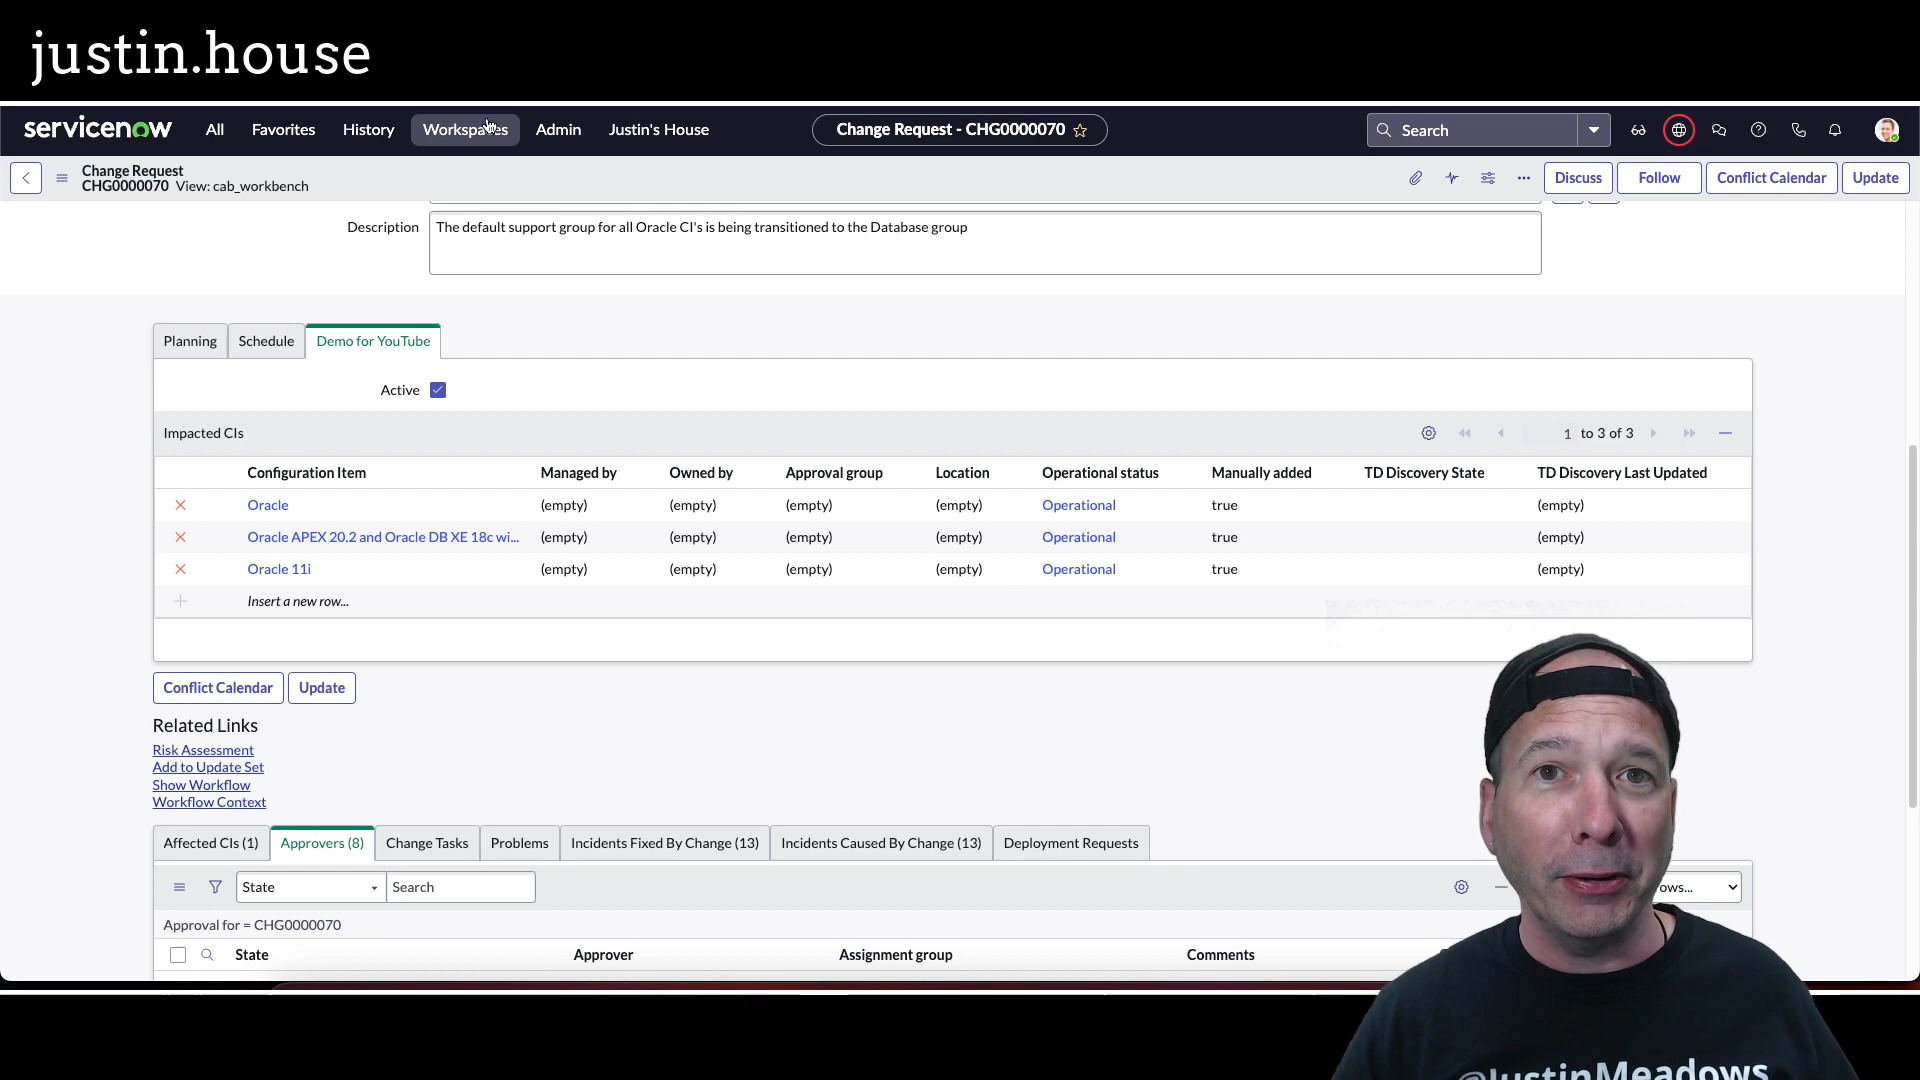 justin.house
servicenow All Favorites History Workspaces Admin Justin's House Change Request - CHG0000070 Search
Change Request
CHG0000070 View: cab_workbench
Discuss Follow Conflict Calendar Update
Description The default support group for all Oracle CI's is being transitioned to the Database group
Planning Schedule Demo for YouTube
Active
Impacted CIs 1 to 3 of 3
Configuration Item Managed by Owned by Approval group Location Operational status Manually added TD Discovery State TD Discovery Last Updated
Oracle (empty) (empty) (empty) (empty) Operational true (empty)
Oracle APEX 20.2 and Oracle DB XE 18c wi... (empty) (empty) (empty) (empty) Operational true (empty)
Oracle 11i (empty) (empty) (empty) (empty) Operational true (empty)
Insert a new row...
Conflict Calendar Update
Related Links
Risk Assessment
Add to Update Set
Show Workflow
Workflow Context
Affected CIs (1) Approvers (8) Change Tasks Problems Incidents Fixed By Change (13) Incidents Caused By Change (13) Deployment Requests
State Search ows...
Approval for = CHG0000070
State Approver Assignment group Comments
@JustinMeadows